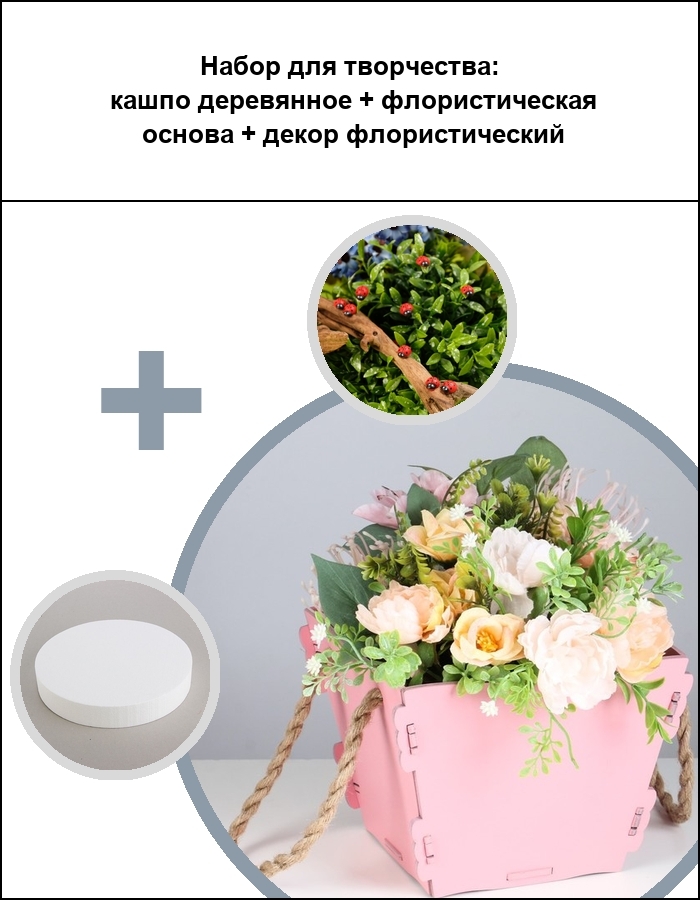 Набор для творчества:
кашпо деревянное + флористическая
основа + декор флористический